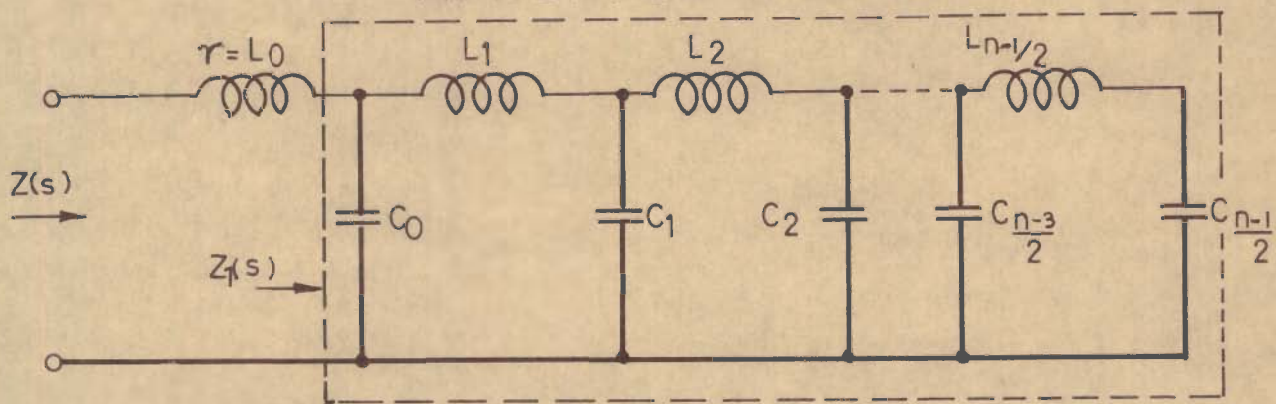 r = L0
L1
L2
Ln-1/2
Z(s)
C0
C1
C2
Cn-3/2
Cn-1/2
Z1(s)